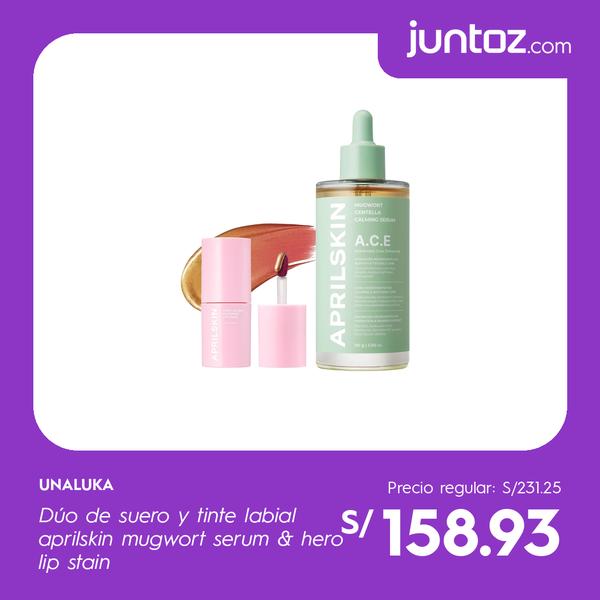 juntoz.com
APRILSKIN
MUGWORT
CENTELLA
CALMING SERUM
A.C.E
APRILSKIN
UNALUKA
Dúo de suero y tinte labial
aprilskin mugwort serum & hero
lip stain
Precio regular: S/231.25
S/158.93